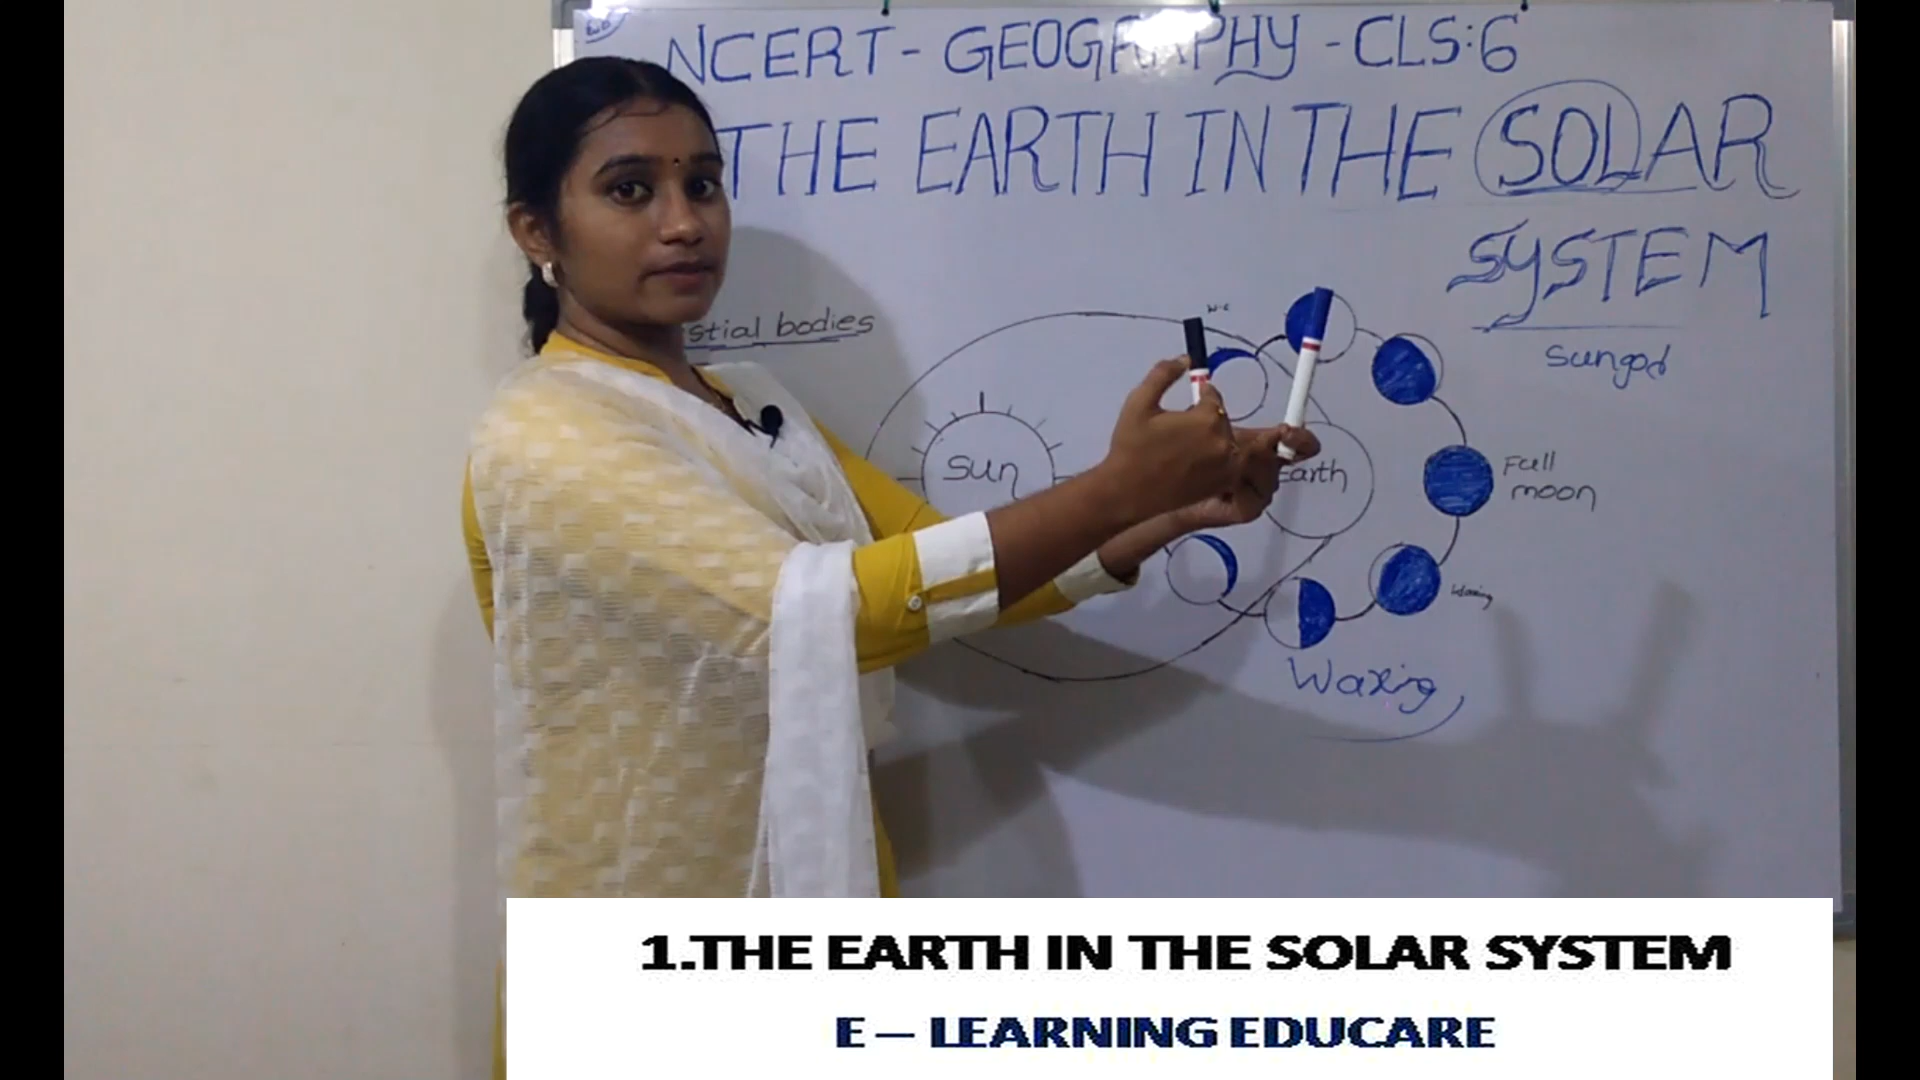 NCERT - GEOGRAPHY - CLS:6
THE EARTH IN THE SOLAR
SYSTEM
Sungod
stial bodies
Sun
Earth
Full
moon
Waxing
1.THE EARTH IN THE SOLAR SYSTEM
E – LEARNING EDUCARE